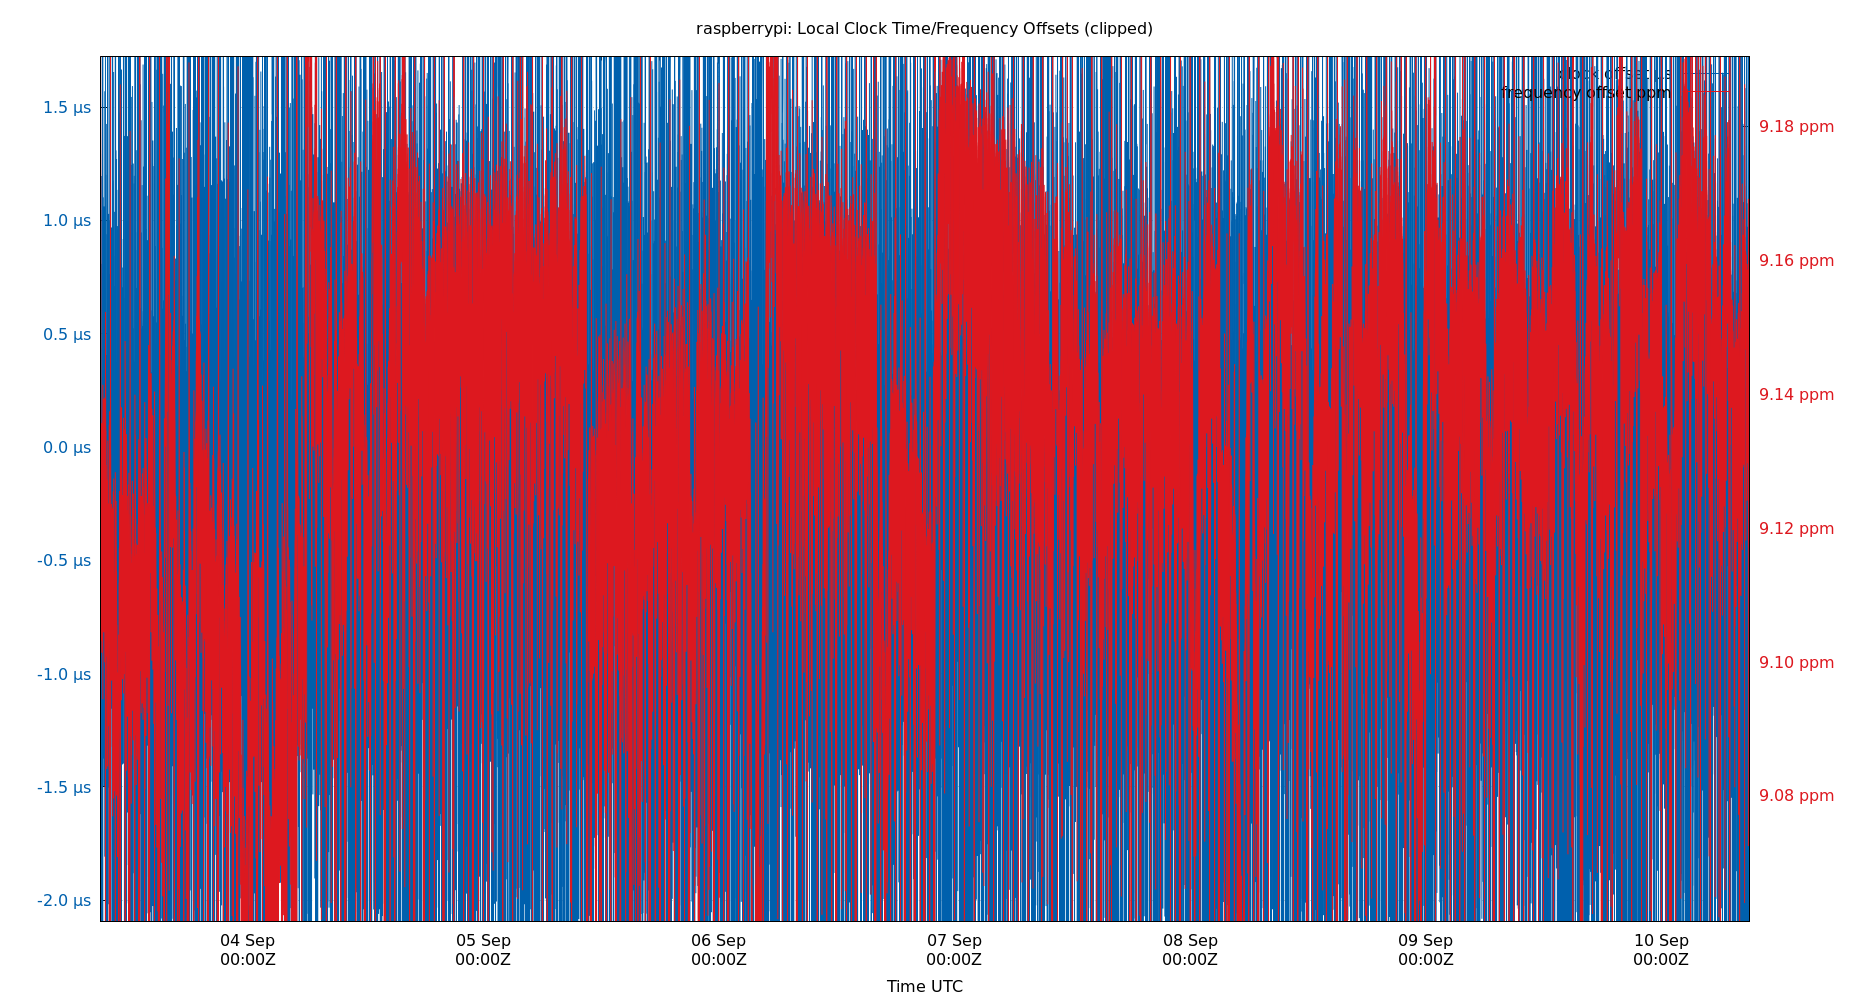 raspberrypi: Local Clock Time/Frequency Offsets (clipped)
clock offset µs
frequency offset ppm
1.5 µs
1.0 µs
0.5 µs
0.0 µs
-0.5 µs
-1.0 µs
-1.5 µs
-2.0 µs
9.18 ppm
9.16 ppm
9.14 ppm
9.12 ppm
9.10 ppm
9.08 ppm
04 Sep
00:00Z
05 Sep
00:00Z
06 Sep
00:00Z
07 Sep
00:00Z
08 Sep
00:00Z
09 Sep
00:00Z
10 Sep
00:00Z
Time UTC